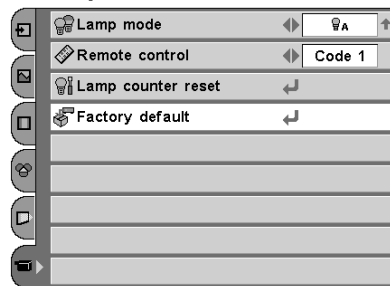 Lamp mode A
Remote control Code 1
Lamp counter reset
Factory default